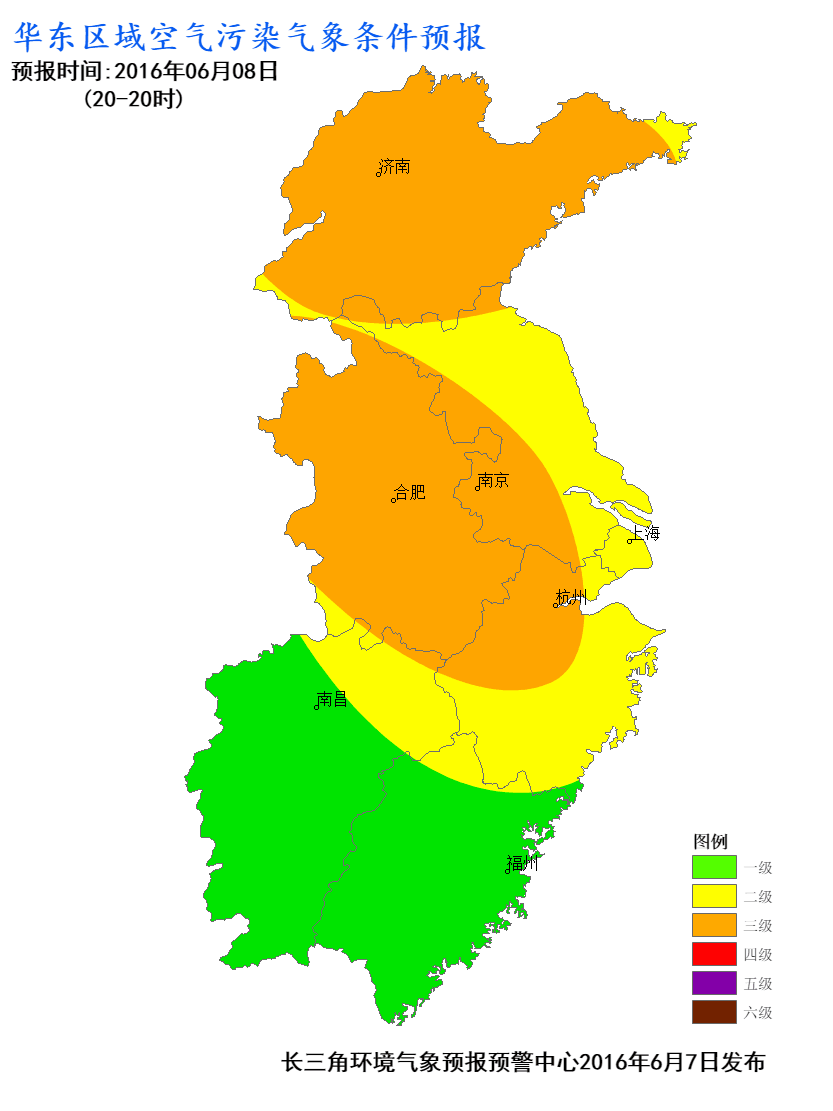 华东区域空气污染气象条件预报
预报时间:2016年06月08日
(20-20时)
济南
南京
合肥
上海
杭州
南昌
福州
图例
一级
二级
三级
四级
五级
六级
长三角环境气象预报预警中心2016年6月7日发布